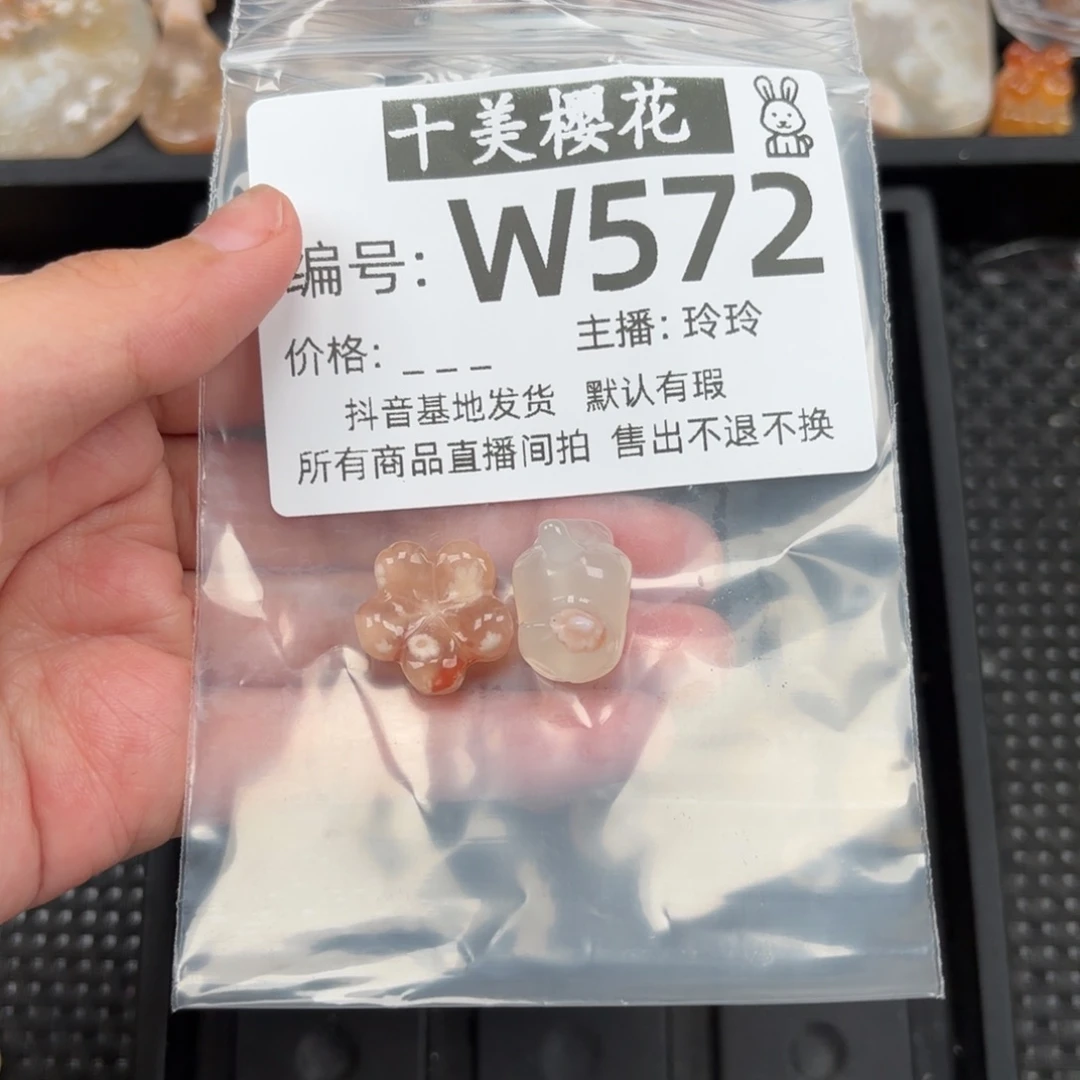 十美樱花
编号: W572
价格: _ _ _ 主播: 玲玲
抖音基地发货 默认有瑕
所有商品直播间拍 售出不退不换